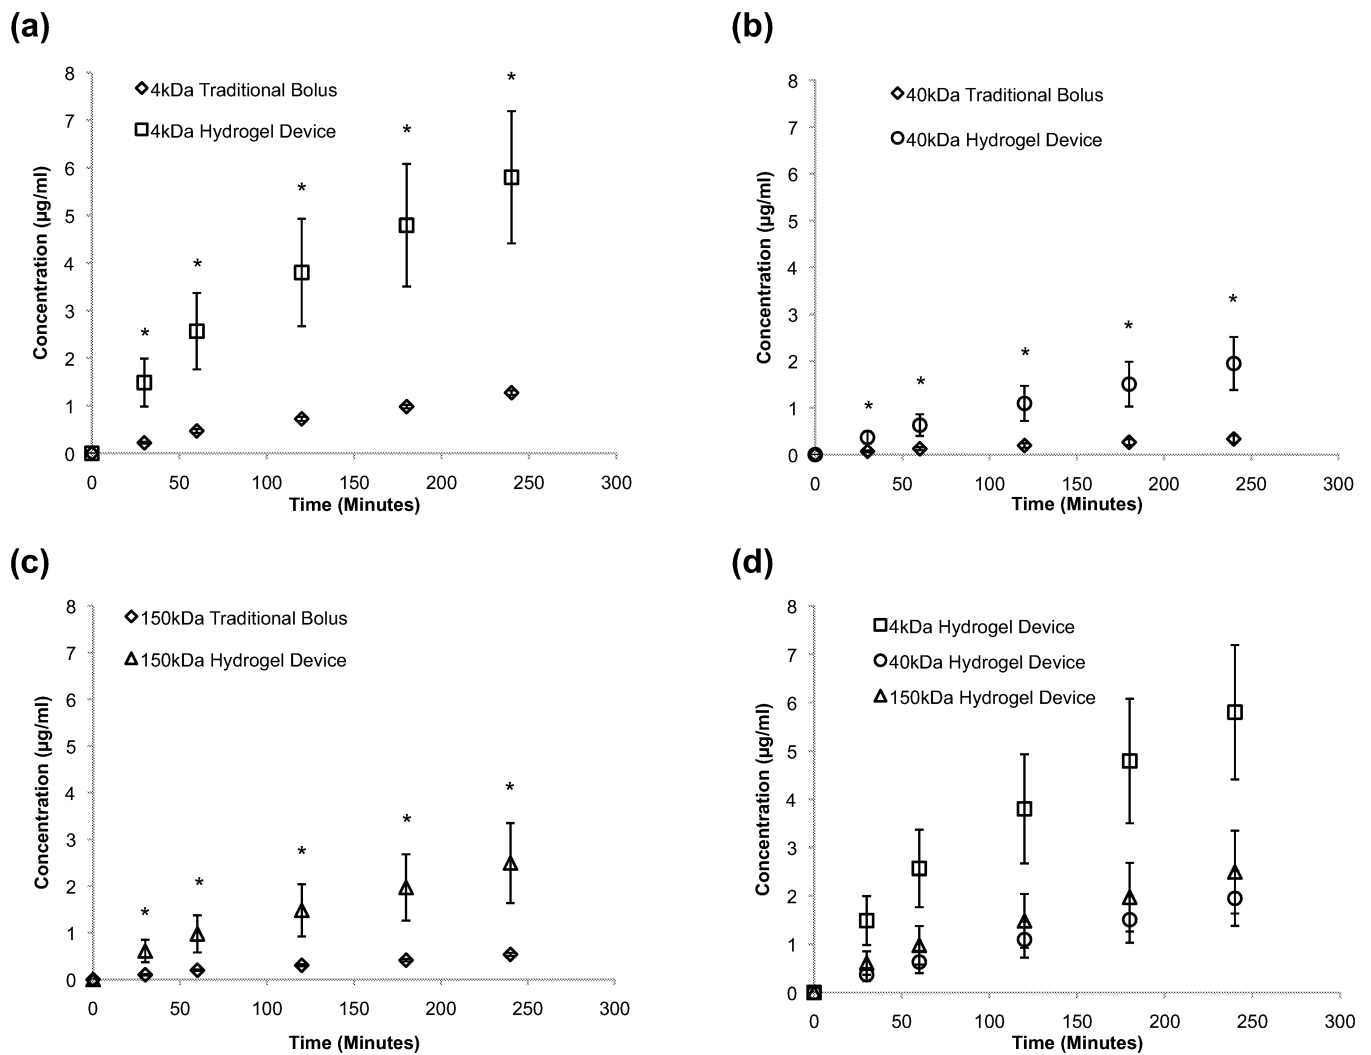 (a)
8
7
6
5
4
3
2
1
0
Concentration (µg/ml)
4kDa Traditional Bolus
4kDa Hydrogel Device
*
*
*
*
*
0 50 100 150 200 250 300
Time (Minutes)
(b)
8
7
6
5
4
3
2
1
0
Concentration (µg/ml)
40kDa Traditional Bolus
40kDa Hydrogel Device
*
*
*
*
*
0 50 100 150 200 250 300
Time (Minutes)
(c)
8
7
6
5
4
3
2
1
0
Concentration (µg/ml)
150kDa Traditional Bolus
150kDa Hydrogel Device
*
*
*
*
*
0 50 100 150 200 250 300
Time (Minutes)
(d)
8
7
6
5
4
3
2
1
0
Concentration (µg/ml)
4kDa Hydrogel Device
40kDa Hydrogel Device
150kDa Hydrogel Device
0 50 100 150 200 250 300
Time (Minutes)